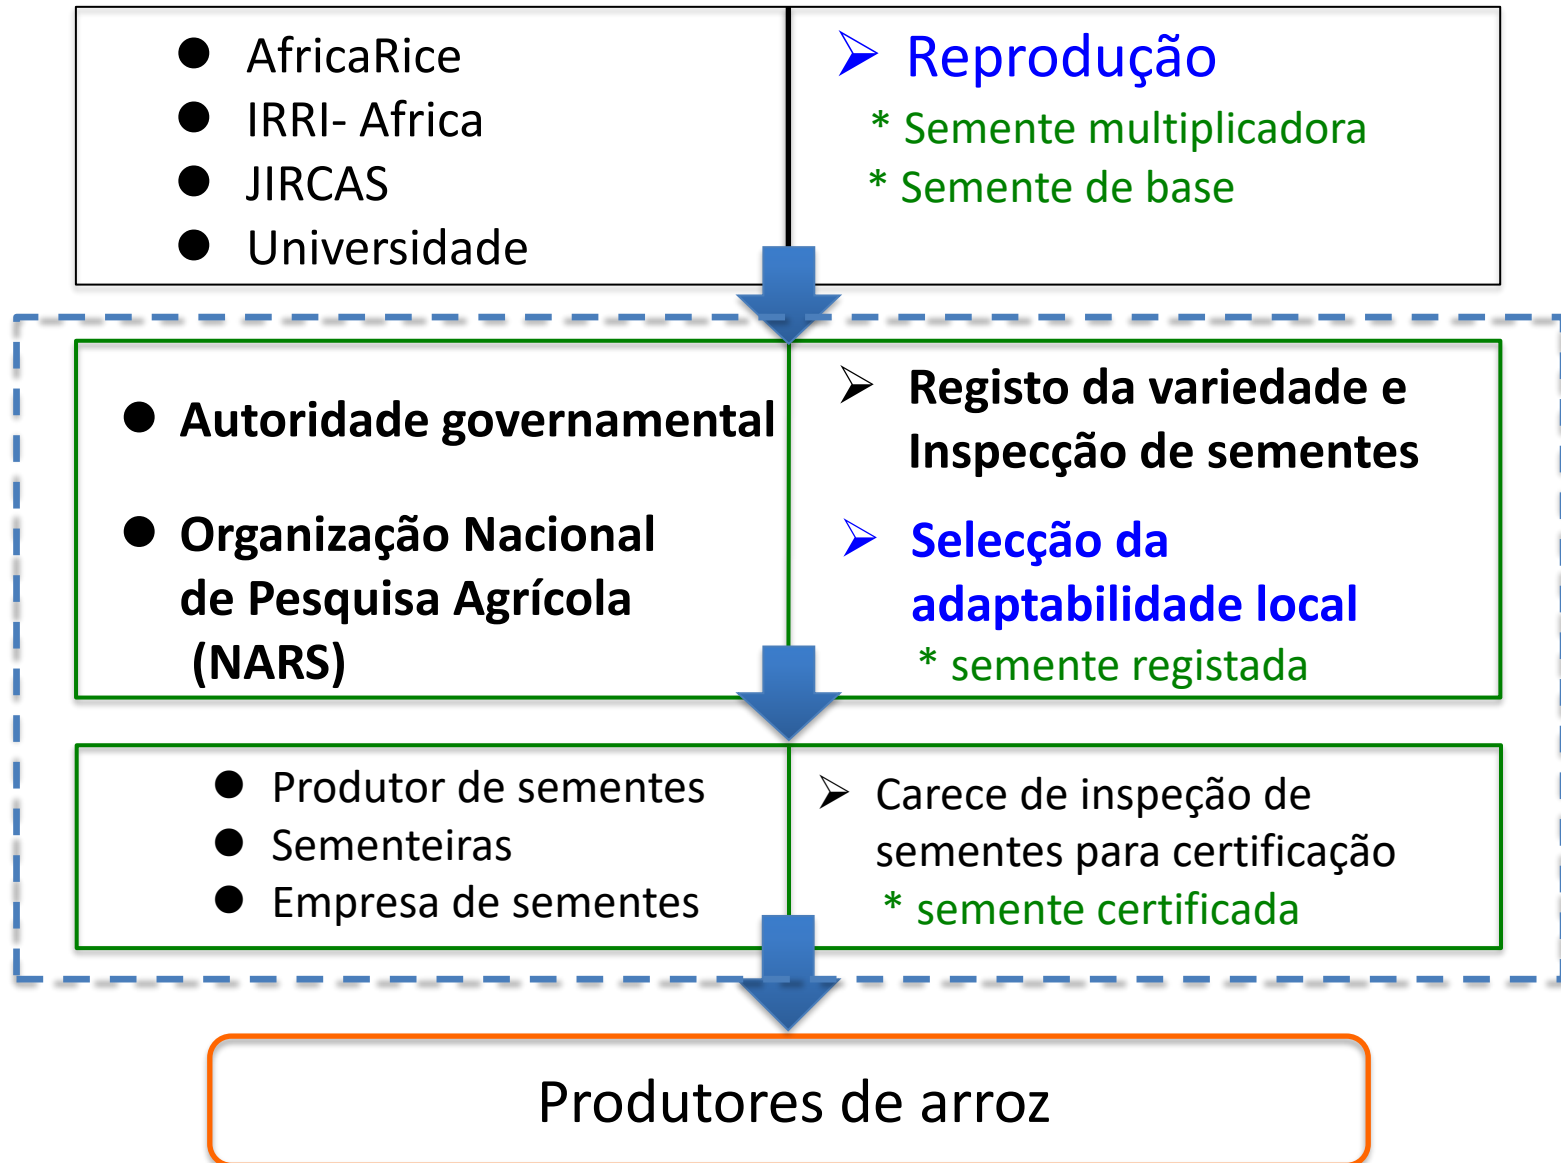 ● AfricaRice
● IRRI- Africa
● JIRCAS
● Universidade
➢ Reprodução
* Semente multiplicadora
* Semente de base
● Autoridade governamental
● Organização Nacional
de Pesquisa Agrícola
(NARS)
➢ Registo da variedade e
Inspecção de sementes
➢ Selecção da
adaptabilidade local
* semente registada
● Produtor de sementes
● Sementeiras
● Empresa de sementes
➢ Carece de inspeção de
sementes para certificação
* semente certificada
Produtores de arroz